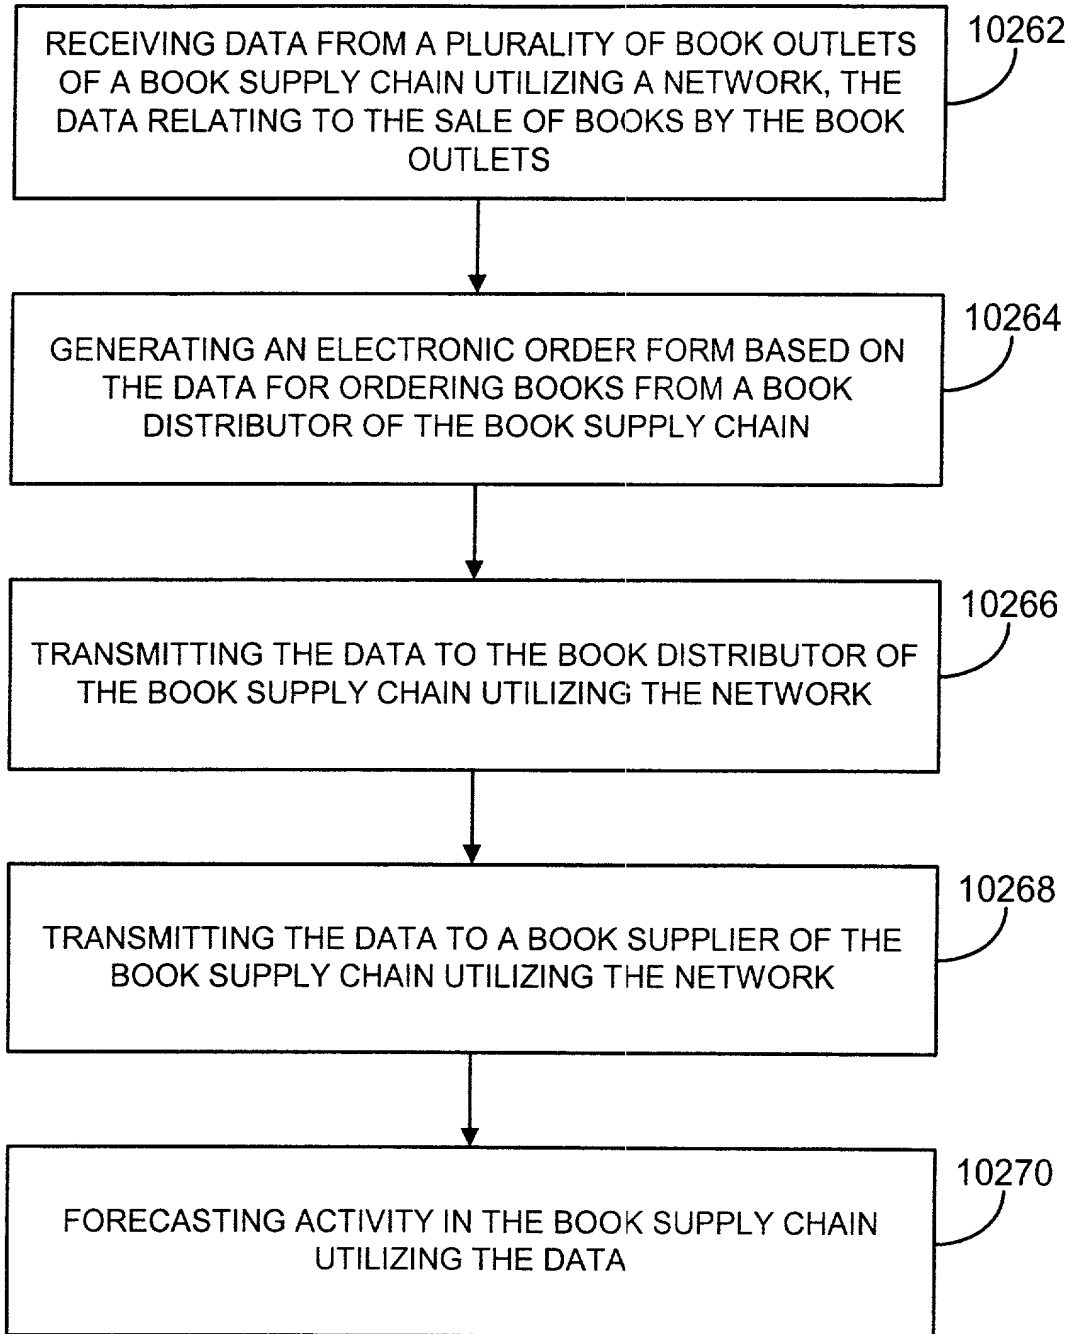 RECEIVING DATA FROM A PLURALITY OF BOOK OUTLETS
OF A BOOK SUPPLY CHAIN UTILIZING A NETWORK, THE
DATA RELATING TO THE SALE OF BOOKS BY THE BOOK
OUTLETS
10262
GENERATING AN ELECTRONIC ORDER FORM BASED ON
THE DATA FOR ORDERING BOOKS FROM A BOOK
DISTRIBUTOR OF THE BOOK SUPPLY CHAIN
10264
TRANSMITTING THE DATA TO THE BOOK DISTRIBUTOR OF
THE BOOK SUPPLY CHAIN UTILIZING THE NETWORK
10266
TRANSMITTING THE DATA TO A BOOK SUPPLIER OF THE
BOOK SUPPLY CHAIN UTILIZING THE NETWORK
10268
FORECASTING ACTIVITY IN THE BOOK SUPPLY CHAIN
UTILIZING THE DATA
10270